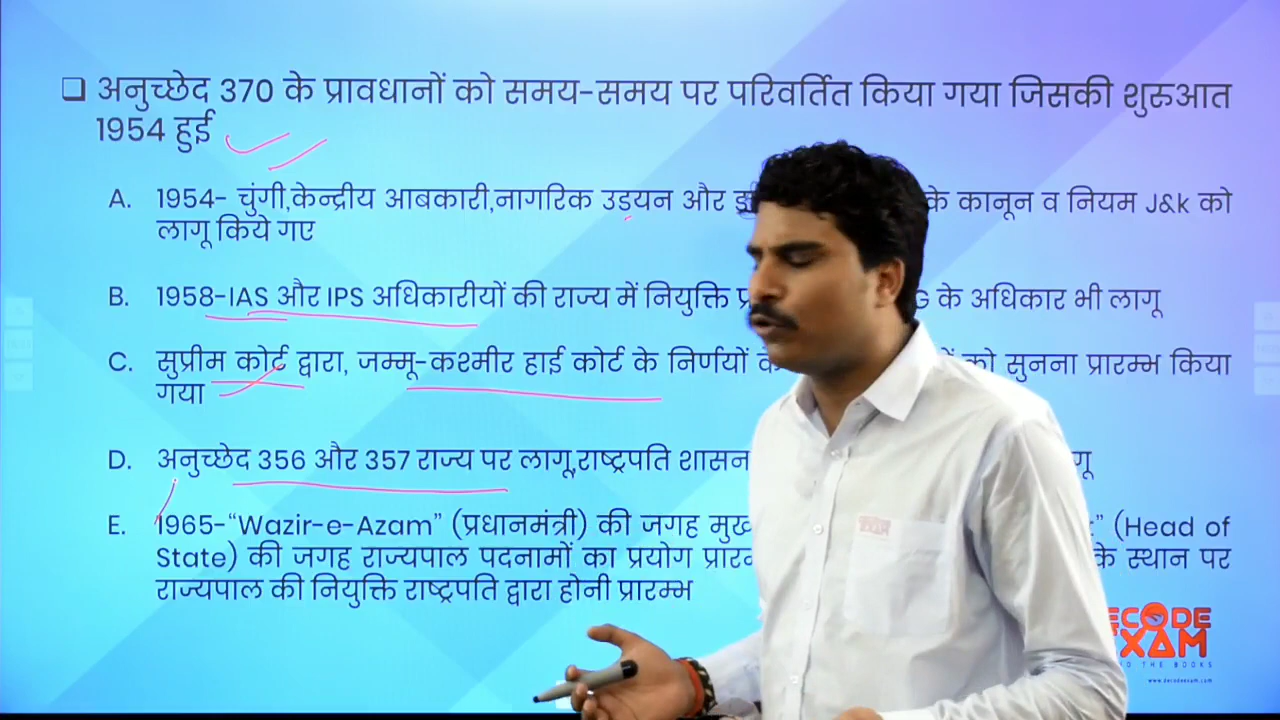 ❑ अनुच्छेद 370 के प्रावधानों को समय-समय पर परिवर्तित किया गया जिसकी शुरुआत
1954 हुई
A. 1954- चुंगी,केन्द्रीय आबकारी,नागरिक उड्यन और के कानून व नियम J&k को
लागू किये गए
B. 1958-IAS और IPS अधिकारीयों की राज्य में नियुक्ति के अधिकार भी लागू
C. सुप्रीम कोर्ट द्वारा, जम्मू-कश्मीर हाई कोर्ट के निर्णयों को सुनना प्रारम्भ किया
गया
D. अनुच्छेद 356 और 357 राज्य पर लागू,राष्ट्रपति शासन
E. 1965-“Wazir-e-Azam” (प्रधानमंत्री) की जगह (Head of
State) की जगह राज्यपाल पदनामों का प्रयोग के स्थान पर
राज्यपाल की नियुक्ति राष्ट्रपति द्वारा होनी प्रारम्भ
EXAM
www.decodeexam.com